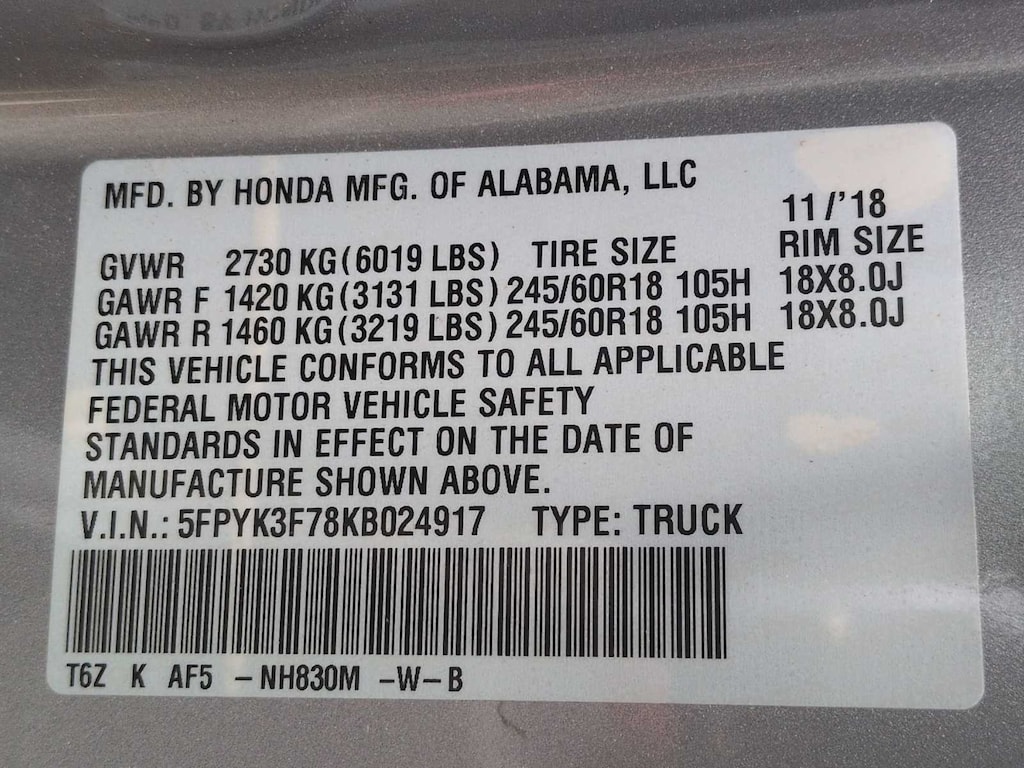 MFD. BY HONDA MFG. OF ALABAMA, LLC
11/'18
GVWR 2730 KG (6019 LBS) TIRE SIZE RIM SIZE
GAWR F 1420 KG (3131 LBS) 245/60R18 105H 18X8.0J
GAWR R 1460 KG (3219 LBS) 245/60R18 105H 18X8.0J
THIS VEHICLE CONFORMS TO ALL APPLICABLE
FEDERAL MOTOR VEHICLE SAFETY
STANDARDS IN EFFECT ON THE DATE OF
MANUFACTURE SHOWN ABOVE.
V.I.N.: 5FPYK3F78KB024917 TYPE: TRUCK
T6Z K AF5 -NH830M -W-B